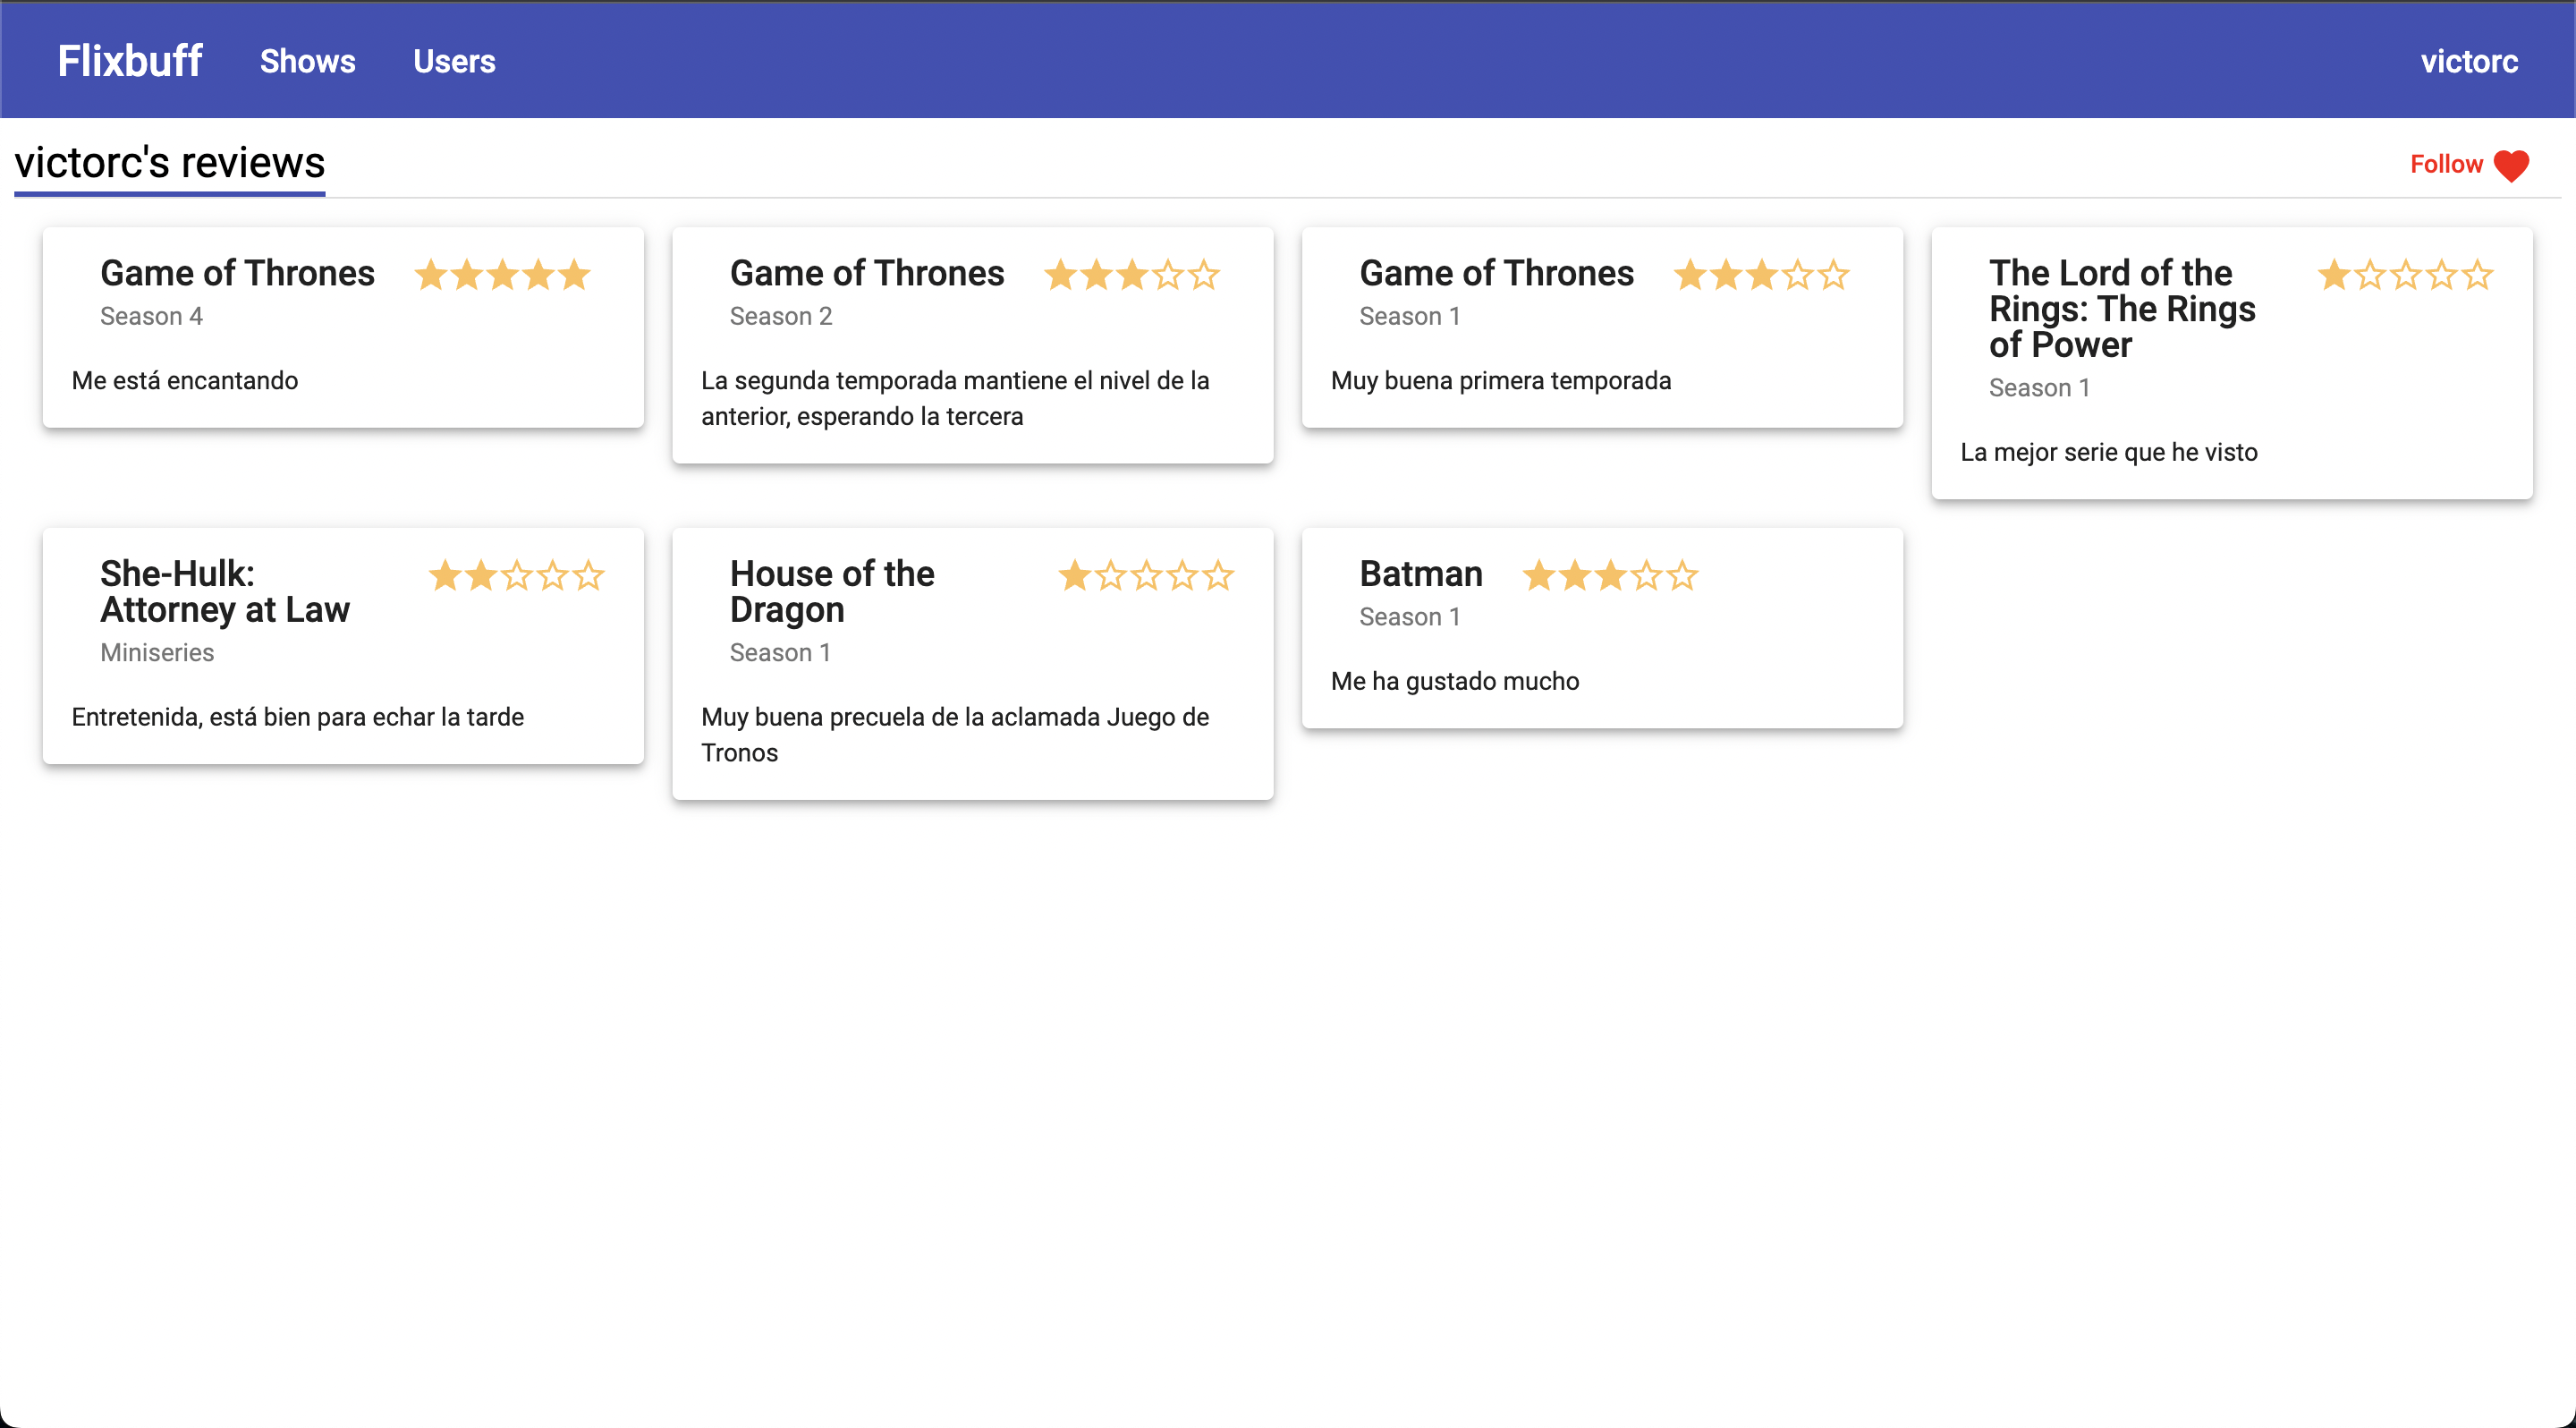 Flixbuff Shows Users victorc
victorc's reviews
Follow
Game of Thrones
Season 4
Me está encantando
Game of Thrones
Season 2
La segunda temporada mantiene el nivel de la
anterior, esperando la tercera
Game of Thrones
Season 1
Muy buena primera temporada
The Lord of the
Rings: The Rings
of Power
Season 1
La mejor serie que he visto
She-Hulk:
Attorney at Law
Miniseries
Entretenida, está bien para echar la tarde
House of the
Dragon
Season 1
Muy buena precuela de la aclamada Juego de
Tronos
Batman
Season 1
Me ha gustado mucho